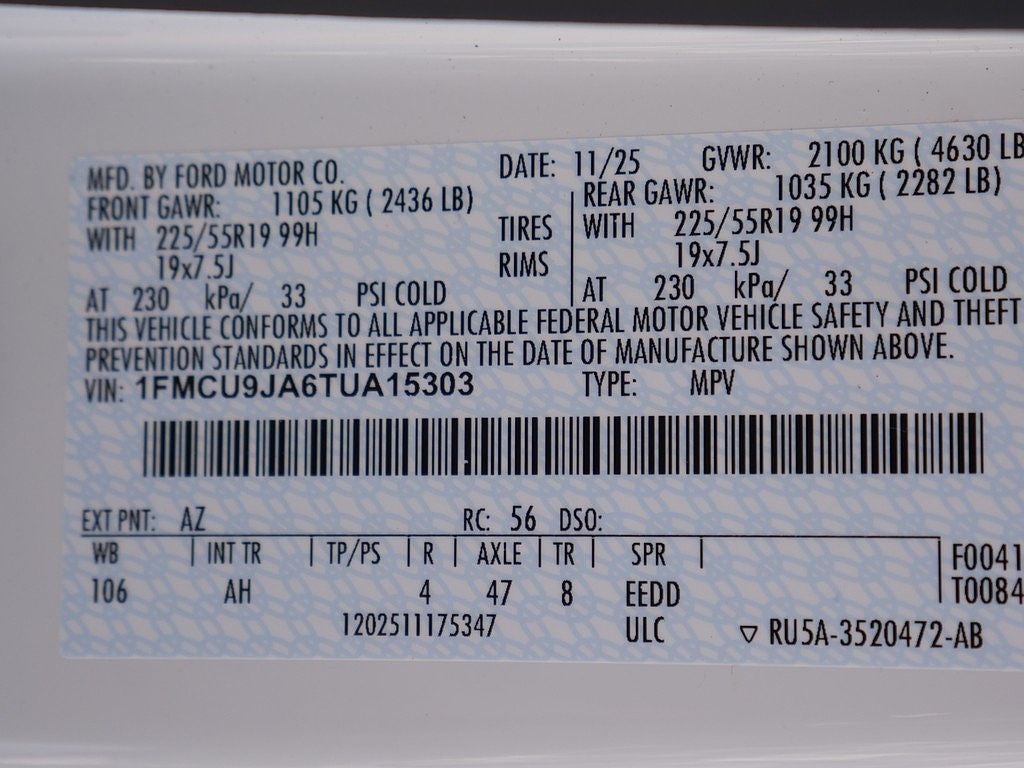 MFD. BY FORD MOTOR CO. DATE: 11/25 GVWR: 2100 KG ( 4630 LB
FRONT GAWR: 1105 KG ( 2436 LB) REAR GAWR: 1035 KG ( 2282 LB)
WITH 225/55R19 99H TIRES WITH 225/55R19 99H
19x7.5J RIMS 19x7.5J
AT 230 kPa/ 33 PSI COLD AT 230 kPa/ 33 PSI COLD
THIS VEHICLE CONFORMS TO ALL APPLICABLE FEDERAL MOTOR VEHICLE SAFETY AND THEFT
PREVENTION STANDARDS IN EFFECT ON THE DATE OF MANUFACTURE SHOWN ABOVE.
VIN: 1FMCU9JA6TUA15303 TYPE: MPV
EXT PNT: AZ RC: 56 DSO:
WB INT TR TP/PS R AXLE TR SPR F0041
106 AH 4 47 8 EEDD T0084
1202511175347 ULC ▽ RU5A-3520472-AB